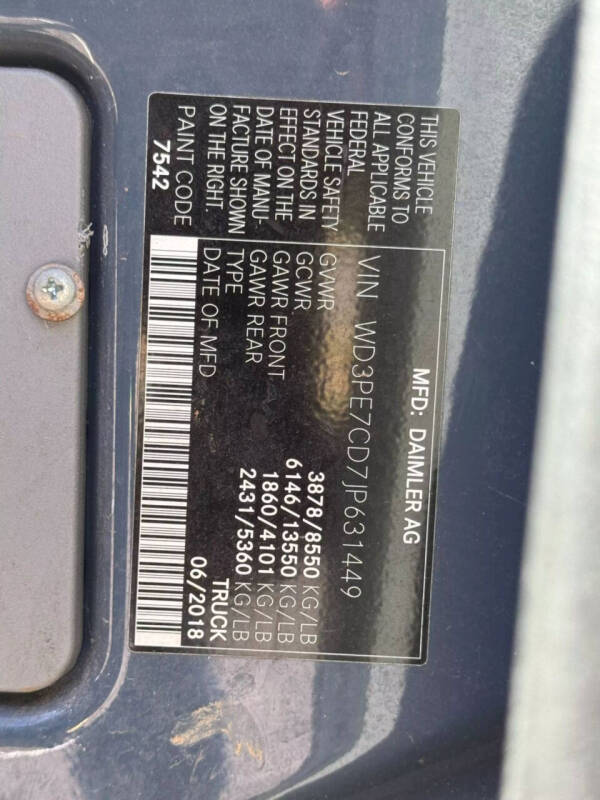 MFD: DAIMLER AG
VIN WD3PE7CD7JP631449
THIS VEHICLE
CONFORMS TO
ALL APPLICABLE
FEDERAL
VEHICLE SAFETY
STANDARDS IN
EFFECT ON THE
DATE OF MANU-
FACTURE SHOWN
ON THE RIGHT.
PAINT CODE
7542
GVWR 3878/8550 KG/LB
GCWR 6146/13550 KG/LB
GAWR FRONT 1860/4101 KG/LB
GAWR REAR 2431/5360 KG/LB
TYPE TRUCK
DATE OF MFD 06/2018